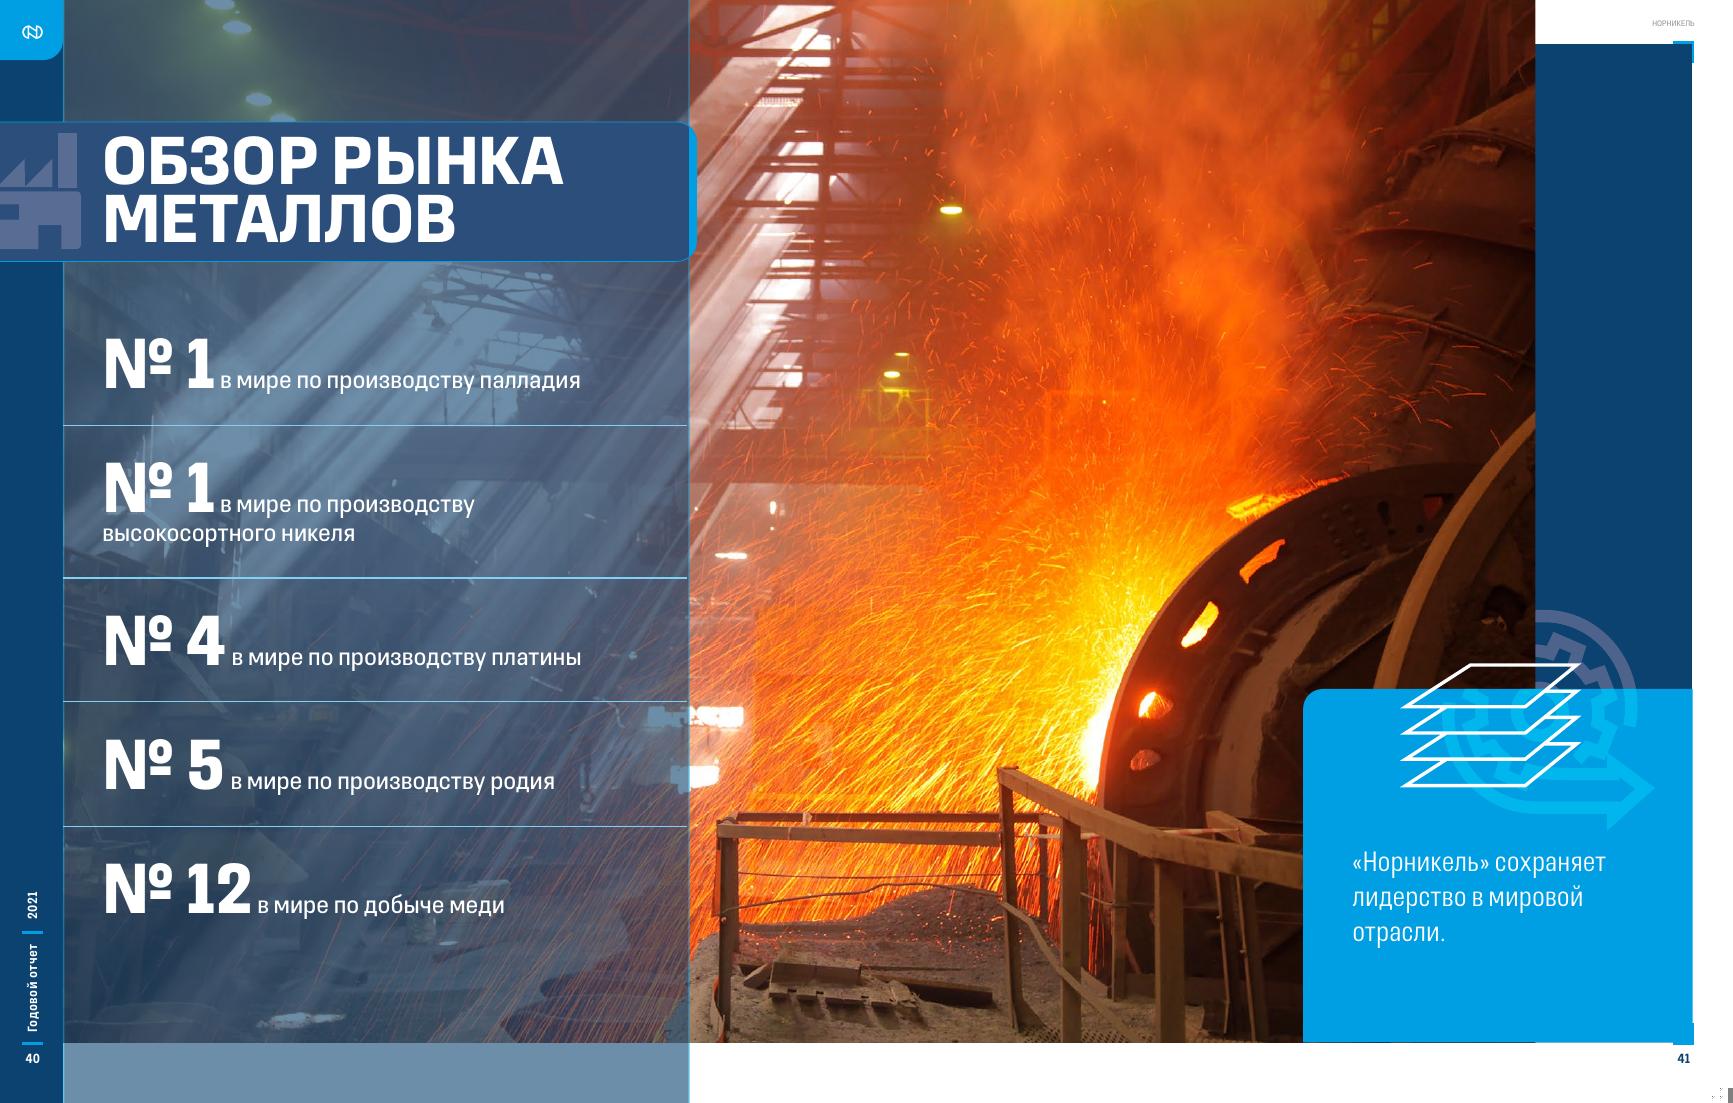 НОРНИКЕЛЬ
ОБЗОР РЫНКА
МЕТАЛЛОВ
№ 1 в мире по производству палладия
№ 1 в мире по производству
высокосортного никеля
№ 4 в мире по производству платины
№ 5 в мире по производству родия
№ 12 в мире по добыче меди
«Норникель» сохраняет
лидерство в мировой
отрасли.
Годовой отчет | 2021
40
41